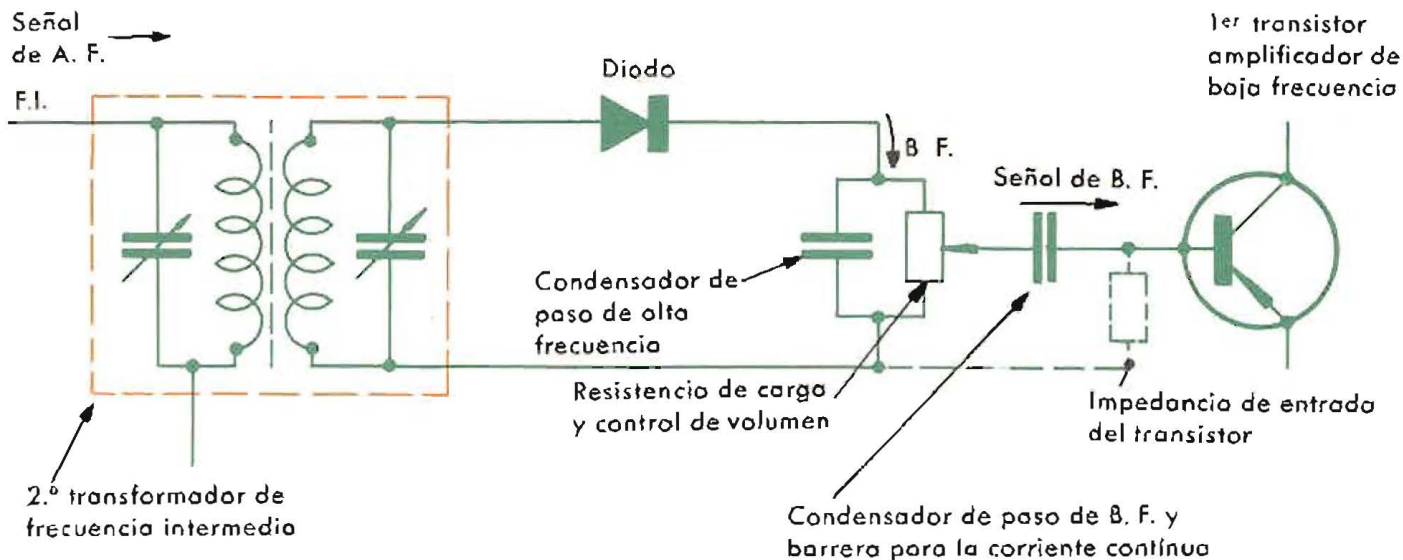 Señal
de A. F.
F.I.
Diodo
1er transistor
amplificador de
baja frecuencia
B F.
Señal de B. F.
Condensador de
paso de alta
frecuencia
Resistencia de carga
y control de volumen
Impedancia de entrada
del transistor
2.º transformador de
frecuencia intermedia
Condensador de paso de B. F. y
barrera para la corriente contínua